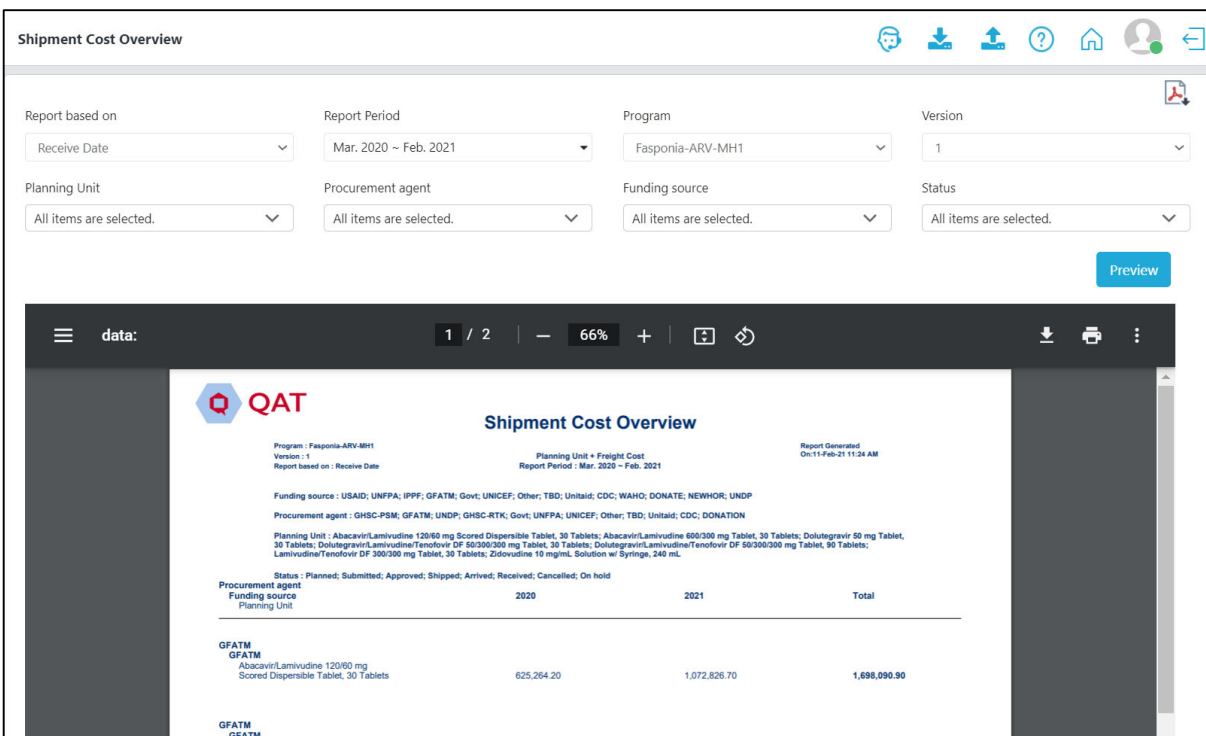 Shipment Cost Overview
Report based on
Report Period
Program
Version
Receive Date
Mar. 2020 ~ Feb. 2021
Fasponia-ARV-MH1
1
Planning Unit
Procurement agent
Funding source
Status
All items are selected.
All items are selected.
All items are selected.
All items are selected.
Preview
data:
1 / 2
66%
QAT
Shipment Cost Overview
Program : Fasponia-ARV-MH1
Version : 1
Report based on : Receive Date
Planning Unit + Freight Cost
Report Period : Mar. 2020 ~ Feb. 2021
Report Generated
On:11-Feb-21 11:24 AM
Funding source : USAID; UNFPA; IPPF; GFATM; Govt; UNICEF; Other; TBD; Unitaid; CDC; WAHO; DONATE; NEWHOR; UNDP
Procurement agent : GHSC-PSM; GFATM; UNDP; GHSC-RTK; Govt; UNFPA; UNICEF; Other; TBD; Unitaid; CDC; DONATION
Planning Unit : Abacavir/Lamivudine 120/60 mg Scored Dispersible Tablet, 30 Tablets; Abacavir/Lamivudine 600/300 mg Tablet, 30 Tablets; Dolutegravir 50 mg Tablet,
30 Tablets; Dolutegravir/Lamivudine/Tenofovir DF 50/300/300 mg Tablet, 30 Tablets; Dolutegravir/Lamivudine/Tenofovir DF 50/300/300 mg Tablet, 90 Tablets;
Lamivudine/Tenofovir DF 300/300 mg Tablet, 30 Tablets; Zidovudine 10 mg/mL Solution w/ Syringe, 240 mL
Status : Planned; Submitted; Approved; Shipped; Arrived; Received; Cancelled; On hold
Procurement agent
Funding source 2020 2021 Total
Planning Unit
GFATM
GFATM
Abacavir/Lamivudine 120/60 mg
Scored Dispersible Tablet, 30 Tablets 625,264.20 1,072,826.70 1,698,090.90
GFATM
GFATM